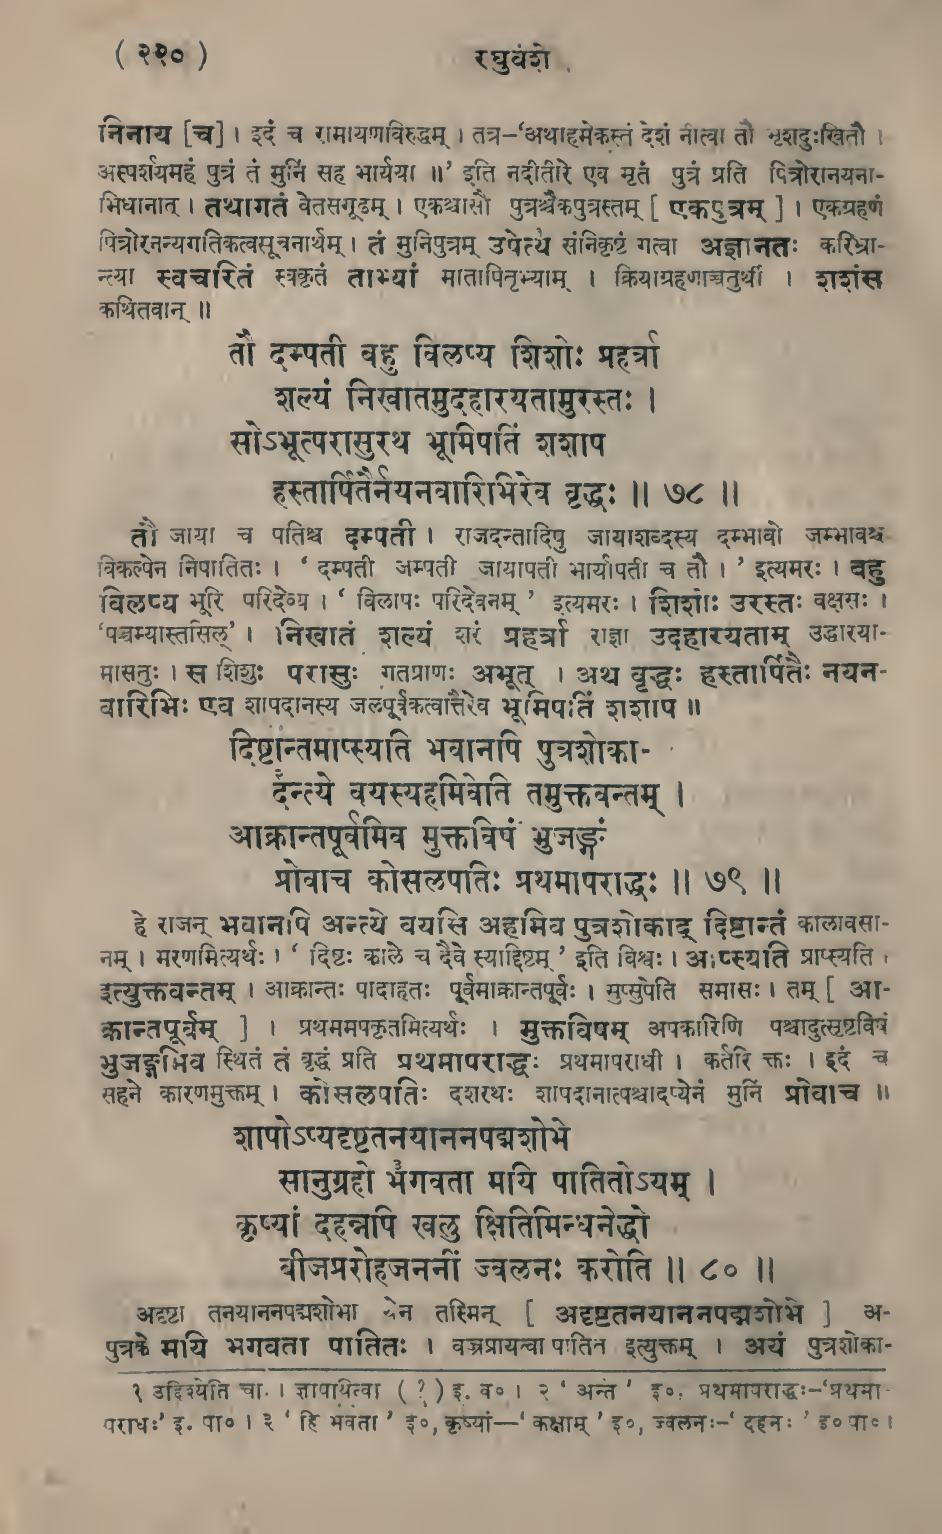 ( २२० ) रघुवंशे
निनाय [च] । इदं च रामायणविरुद्धम् । तत्र–'अथाहमेकस्तं देशं नीत्वा तौ भृशदुःखितौ ।
अस्पर्शयमहं पुत्रं तं मुनिं सह भार्यया ॥' इति नदीतीरे एव मृतं पुत्रं प्रति पित्रोरानयना-
भिधानात् । तथागतं वेतसगूढम् । एकश्चासौ पुत्रश्चैकपुत्रस्तम् [ एकपुत्रम् ] । एकग्रहणं
पित्रोरनन्यगतिकत्वसूचनार्थम् । तं मुनिपुत्रम् उपेत्य संनिकृष्टं गत्वा अज्ञानतः करिभ्रा-
न्त्या स्वचरितं स्वकृतं ताभ्यां मातापितृभ्याम् । क्रियाग्रहणाच्चतुर्थी । शशंस
कथितवान् ॥
तौ दम्पती बहु विलप्य शिशोः प्रहर्त्रा
शल्यं निखातमुदहारयतामुरस्तः ।
सोऽभूत्परासुरथ भूमिपतिं शशाप
हस्तार्पितैर्नयनवारिभिरेव वृद्धः ॥ ७८ ॥
तौ जाया च पतिश्च दम्पती । राजदन्तादिषु जायाशब्दस्य दम्भावो जम्भावश्च
विकल्पेन निपातितः । ' दम्पती जम्पती जायापती भार्यापती च तौ । ' इत्यमरः । बहु
विलप्य भूरि परिदेव्य । ' विलापः परिदेवनम् ' इत्यमरः । शिशोः उरस्तः वक्षसः ।
'पञ्चम्यास्तसिल्' । निखातं शल्यं शरं प्रहर्त्रा राज्ञा उदहारयताम् उद्धारया-
मासतुः । स शिशुः परासुः गतप्राणः अभूत् । अथ वृद्धः हस्तार्पितैः नयन-
वारिभिः एव शापदानस्य जलपूर्वकत्वात्तैरेव भूमिपतिं शशाप ॥
दिष्टान्तमाप्स्यति भवानपि पुत्रशोका-
दन्त्ये वयस्यहमिवेति तमुक्तवन्तम् ।
आक्रान्तपूर्वमिव मुक्तविषं भुजङ्गं
प्रोवाच कोसलपतिः प्रथमापराद्धः ॥ ७९ ॥
हे राजन् भवानपि अन्त्ये वयसि अहमिव पुत्रशोकाद् दिष्टान्तं कालावसा-
नम् । मरणमित्यर्थः । ' दिष्टः काले च दैवे स्याद्दिष्टम् ' इति विश्वः । आप्स्यति प्राप्स्यति ।
इत्युक्तवन्तम् । आक्रान्तः पादाहतः पूर्वमाक्रान्तपूर्वः । सुप्सुपेति समासः । तम् [ आ-
क्रान्तपूर्वम् ] । प्रथममपकृतमित्यर्थः । मुक्तविषम् अपकारिणि पश्चादुत्सृष्टविषं
भुजङ्गमिव स्थितं तं वृद्धं प्रति प्रथमापराद्धः प्रथमापराधी । कर्तरि क्तः । इदं च
सहने कारणमुक्तम् । कोसलपतिः दशरथः शापदानात्पश्चादप्येनं मुनिं प्रोवाच ॥
शापोऽप्यदृष्टतनयाननपद्मशोभे
सानुग्रहो भगवता मयि पातितोऽयम् ।
कृष्यां दहन्नपि खलु क्षितिमिन्धनेद्धो
बीजप्ररोहजननीं ज्वलनः करोति ॥ ८० ॥
अदृष्टा तनयाननपद्मशोभा येन तस्मिन् [ अदृष्टतनयाननपद्मशोभे ] अ-
पुत्रके मयि भगवता पातितः । वज्रप्रायत्वात्पातित इत्युक्तम् । अयं पुत्रशोका-
१ उद्दिश्येति चा. । ज्ञापयित्वा ( ? ) इ. व० । २ ' अन्ते ' इ०, प्रथमापराद्धः–'प्रथमा-
पराधः' इ. पा० । ३ ' हि भवता ' इ०, कृष्यां—' कक्षाम् ' इ०, ज्वलनः–' दहनः ' इ० पा० ।